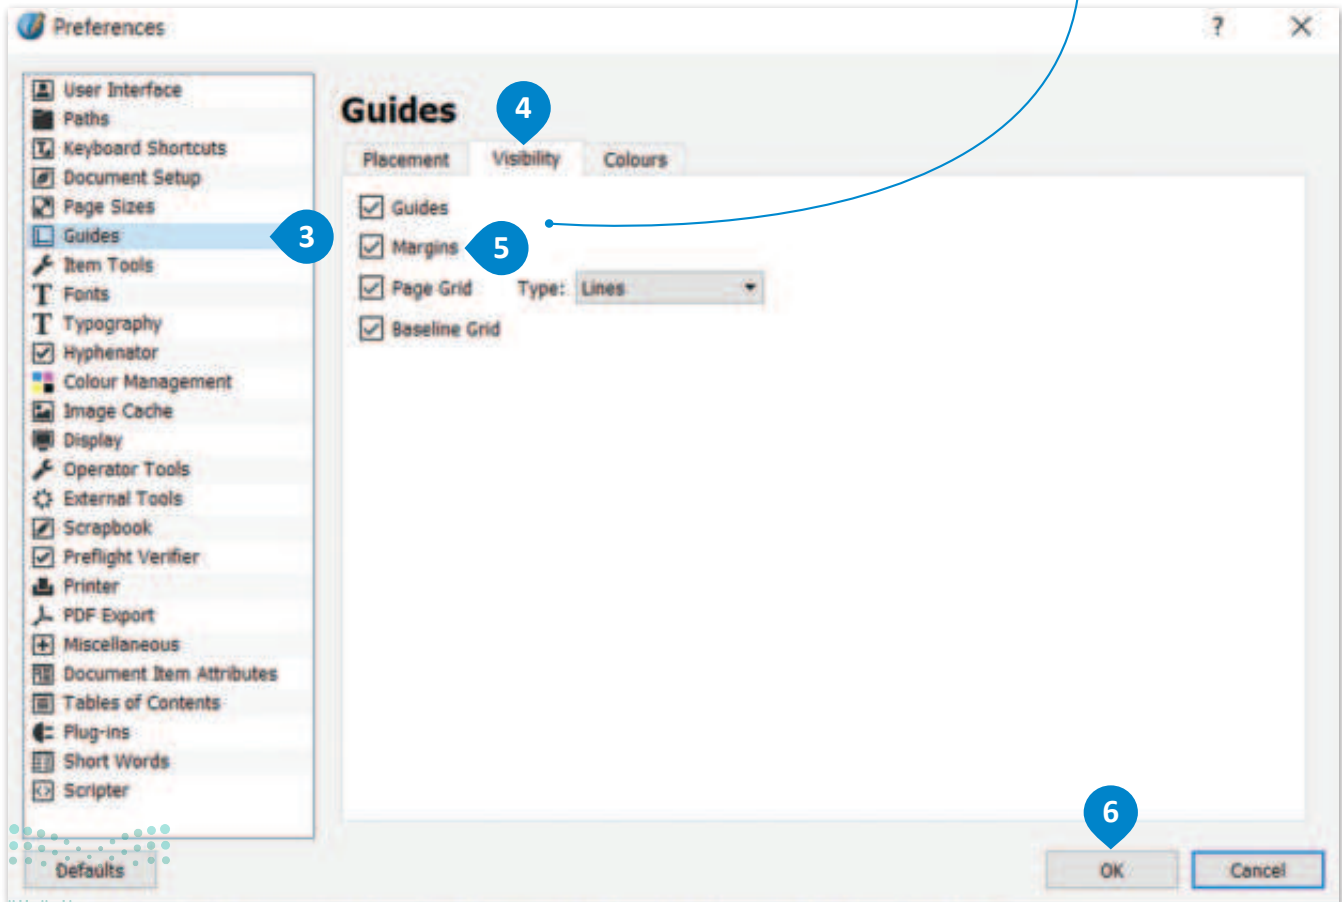 Preferences
?
User Interface
Paths
Keyboard Shortcuts
Document Setup
Page Sizes
Guides
3
Item Tools
Fonts
Typography
Hyphenator
Colour Management
Image Cache
Display
Operator Tools
External Tools
Scrapbook
Preflight Verifier
Printer
PDF Export
Miscellaneous
Document Item Attributes
Tables of Contents
Plug-ins
Short Words
Scripter
Guides
4
Placement Visibility Colours
Guides
Margins
5
Page Grid Type: Lines
Baseline Grid
6
Defaults OK Cancel